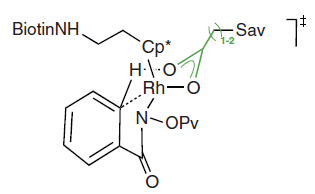 BiotinNH
Sav
1-2
Cp*
‡
H
O
Rh
O
N
OPv
O